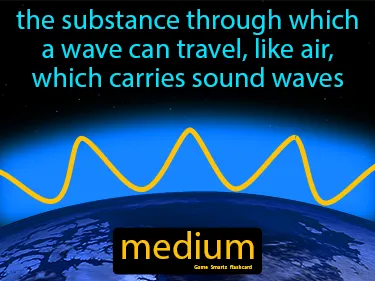 the substance through which
a wave can travel, like air,
which carries sound waves
medium
Game Smartz Flashcard